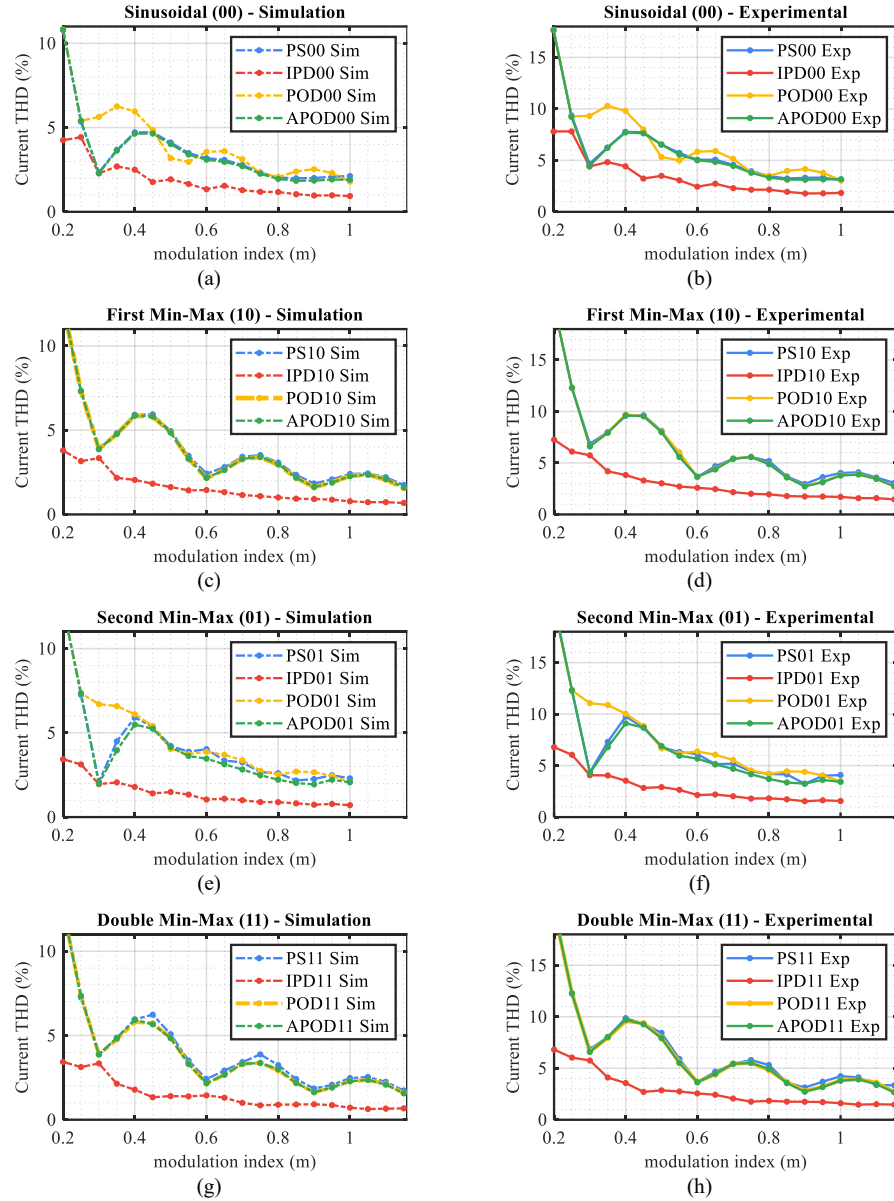 Sinusoidal (00) - Simulation
10
5
0
Current THD (%)
PS00 Sim
IPD00 Sim
POD00 Sim
APOD00 Sim
0.2 0.4 0.6 0.8 1
modulation index (m)
(a)
Sinusoidal (00) - Experimental
15
10
5
0
Current THD (%)
PS00 Exp
IPD00 Exp
POD00 Exp
APOD00 Exp
0.2 0.4 0.6 0.8 1
modulation index (m)
(b)
First Min-Max (10) - Simulation
10
5
0
Current THD (%)
PS10 Sim
IPD10 Sim
POD10 Sim
APOD10 Sim
0.2 0.4 0.6 0.8 1
modulation index (m)
(c)
First Min-Max (10) - Experimental
15
10
5
0
Current THD (%)
PS10 Exp
IPD10 Exp
POD10 Exp
APOD10 Exp
0.2 0.4 0.6 0.8 1
modulation index (m)
(d)
Second Min-Max (01) - Simulation
10
5
0
Current THD (%)
PS01 Sim
IPD01 Sim
POD01 Sim
APOD01 Sim
0.2 0.4 0.6 0.8 1
modulation index (m)
(e)
Second Min-Max (01) - Experimental
15
10
5
0
Current THD (%)
PS01 Exp
IPD01 Exp
POD01 Exp
APOD01 Exp
0.2 0.4 0.6 0.8 1
modulation index (m)
(f)
Double Min-Max (11) - Simulation
10
5
0
Current THD (%)
PS11 Sim
IPD11 Sim
POD11 Sim
APOD11 Sim
0.2 0.4 0.6 0.8 1
modulation index (m)
(g)
Double Min-Max (11) - Experimental
15
10
5
0
Current THD (%)
PS11 Exp
IPD11 Exp
POD11 Exp
APOD11 Exp
0.2 0.4 0.6 0.8 1
modulation index (m)
(h)